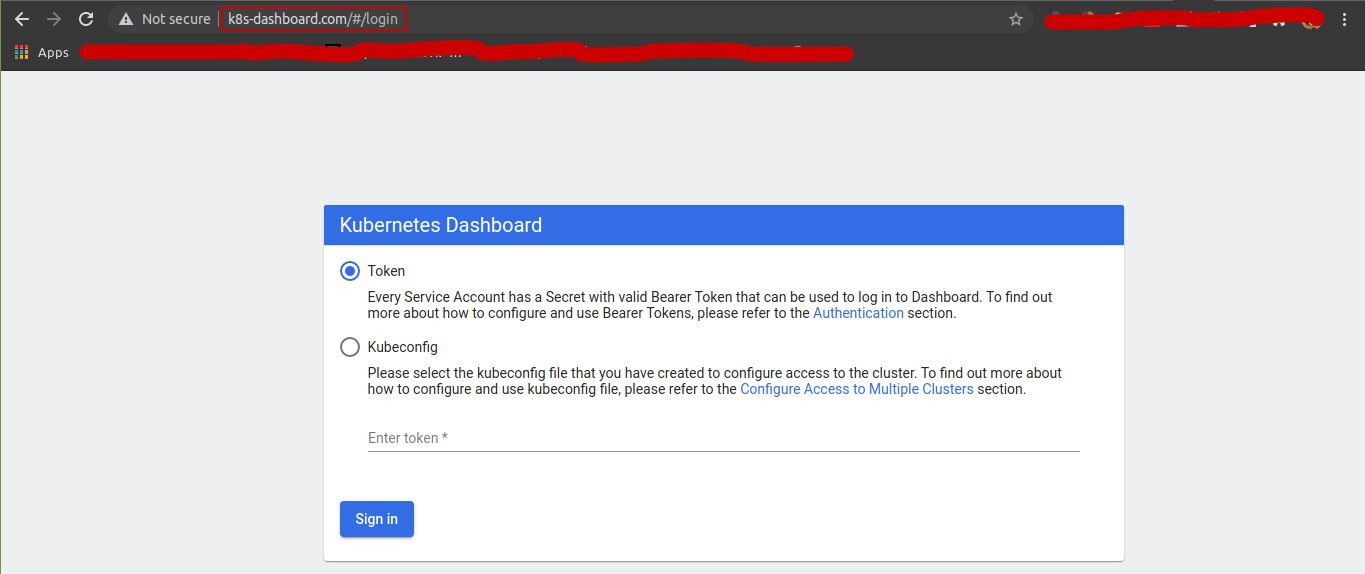 Not secure
k8s-dashboard.com/#/login
Apps
Kubernetes Dashboard
Token
Every Service Account has a Secret with valid Bearer Token that can be used to log in to Dashboard. To find out
more about how to configure and use Bearer Tokens, please refer to the Authentication section.
Kubeconfig
Please select the kubeconfig file that you have created to configure access to the cluster. To find out more about
how to configure and use kubeconfig file, please refer to the Configure Access to Multiple Clusters section.
Enter token *
Sign in